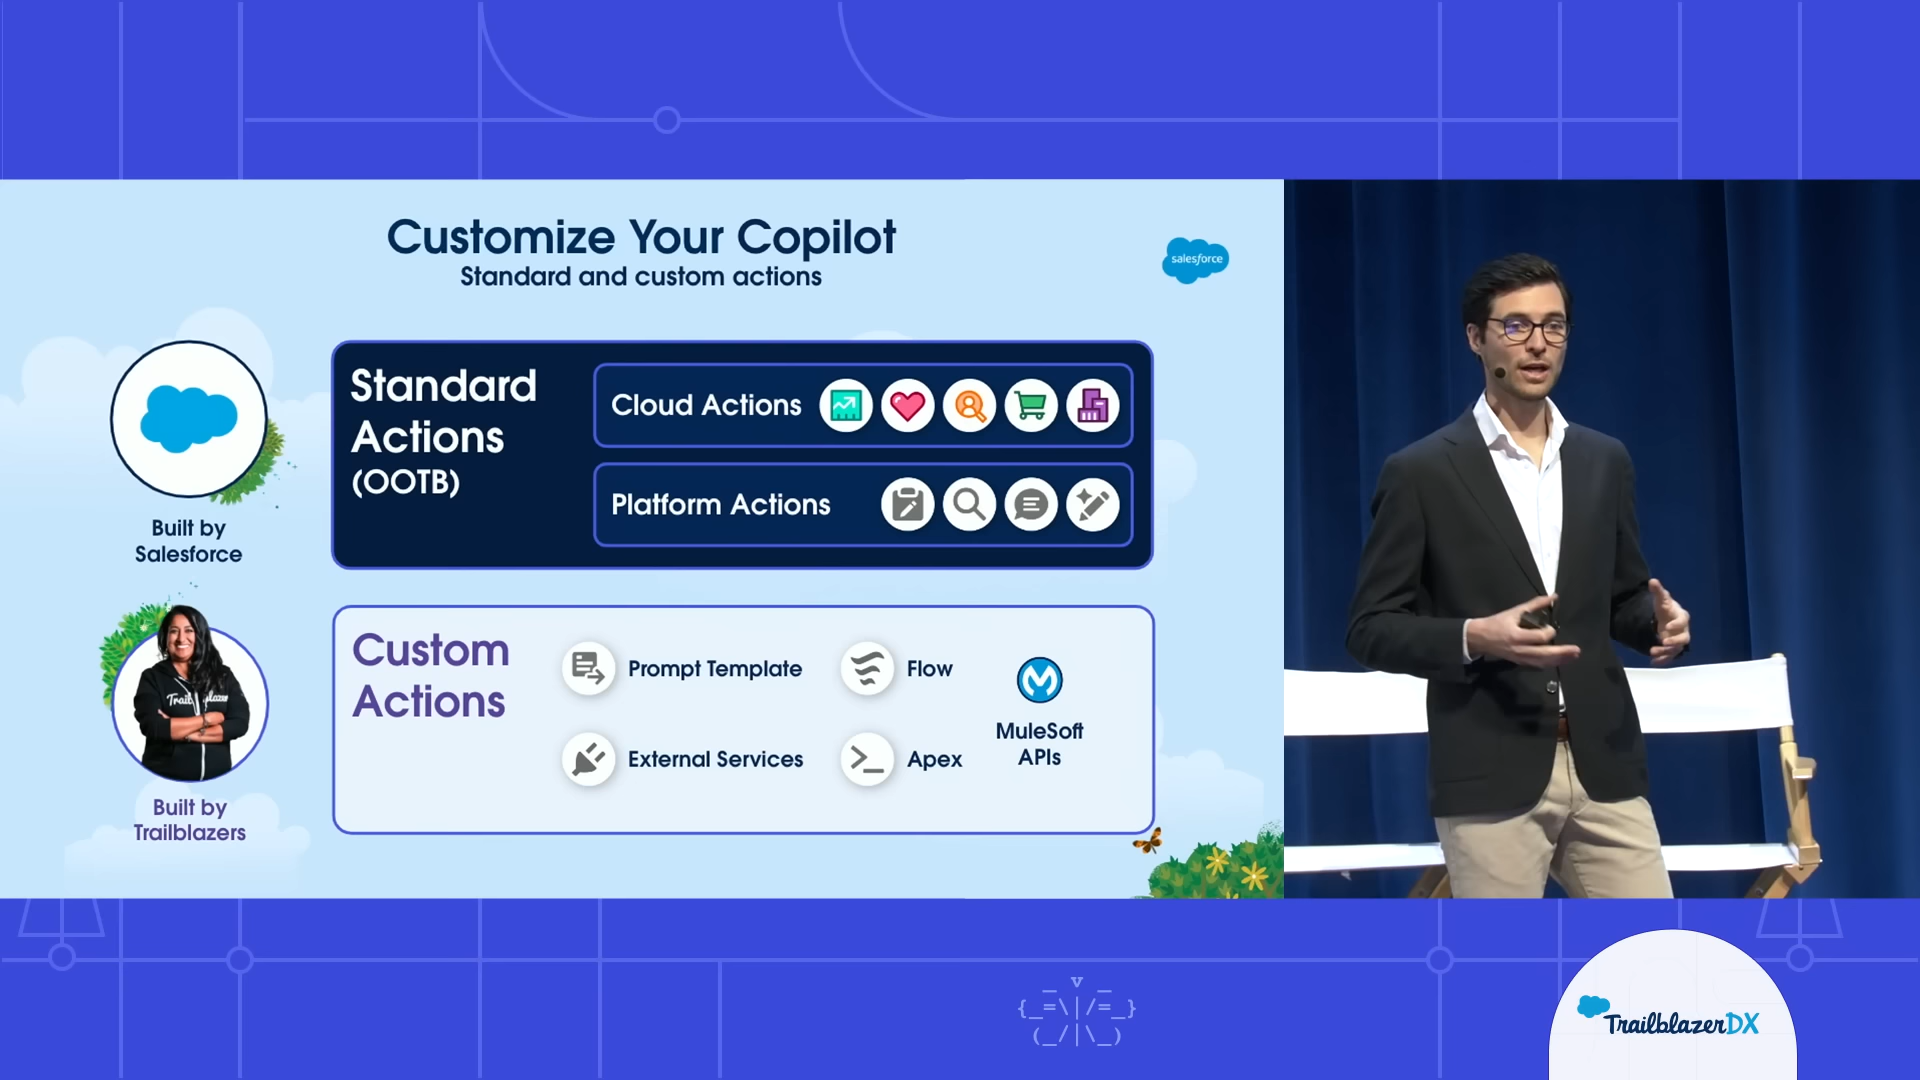 Customize Your Copilot
Standard and custom actions
salesforce
Standard
Actions
(OOTB)
Cloud Actions
Platform Actions
Built by
Salesforce
Custom
Actions
Prompt Template
Flow
External Services
Apex
MuleSoft
APIs
Built by
Trailblazers
TrailblazerDX